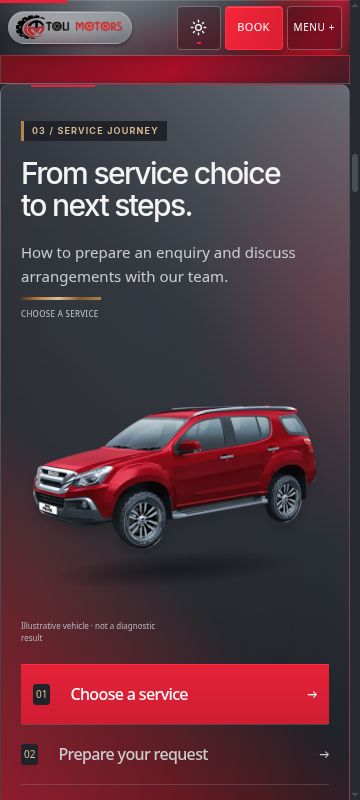 TOLI MOTORS
BOOK
MENU +
03 / SERVICE JOURNEY
From service choice
to next steps.
How to prepare an enquiry and discuss
arrangements with our team.
CHOOSE A SERVICE
Illustrative vehicle · not a diagnostic
result
01 Choose a service →
02 Prepare your request →